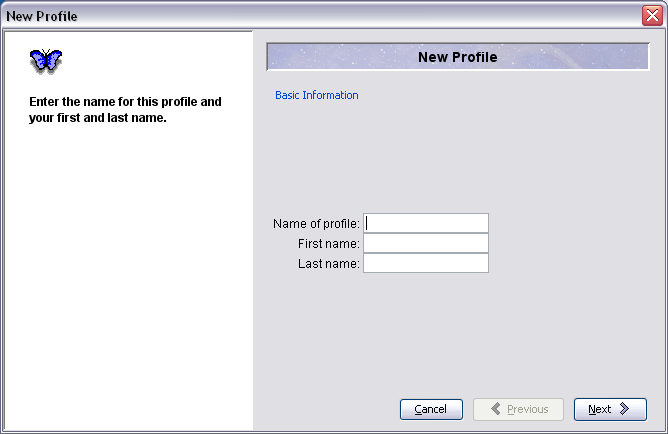 New Profile
Enter the name for this profile and
your first and last name.
New Profile
Basic Information
Name of profile:
First name:
Last name:
Cancel
Previous
Next